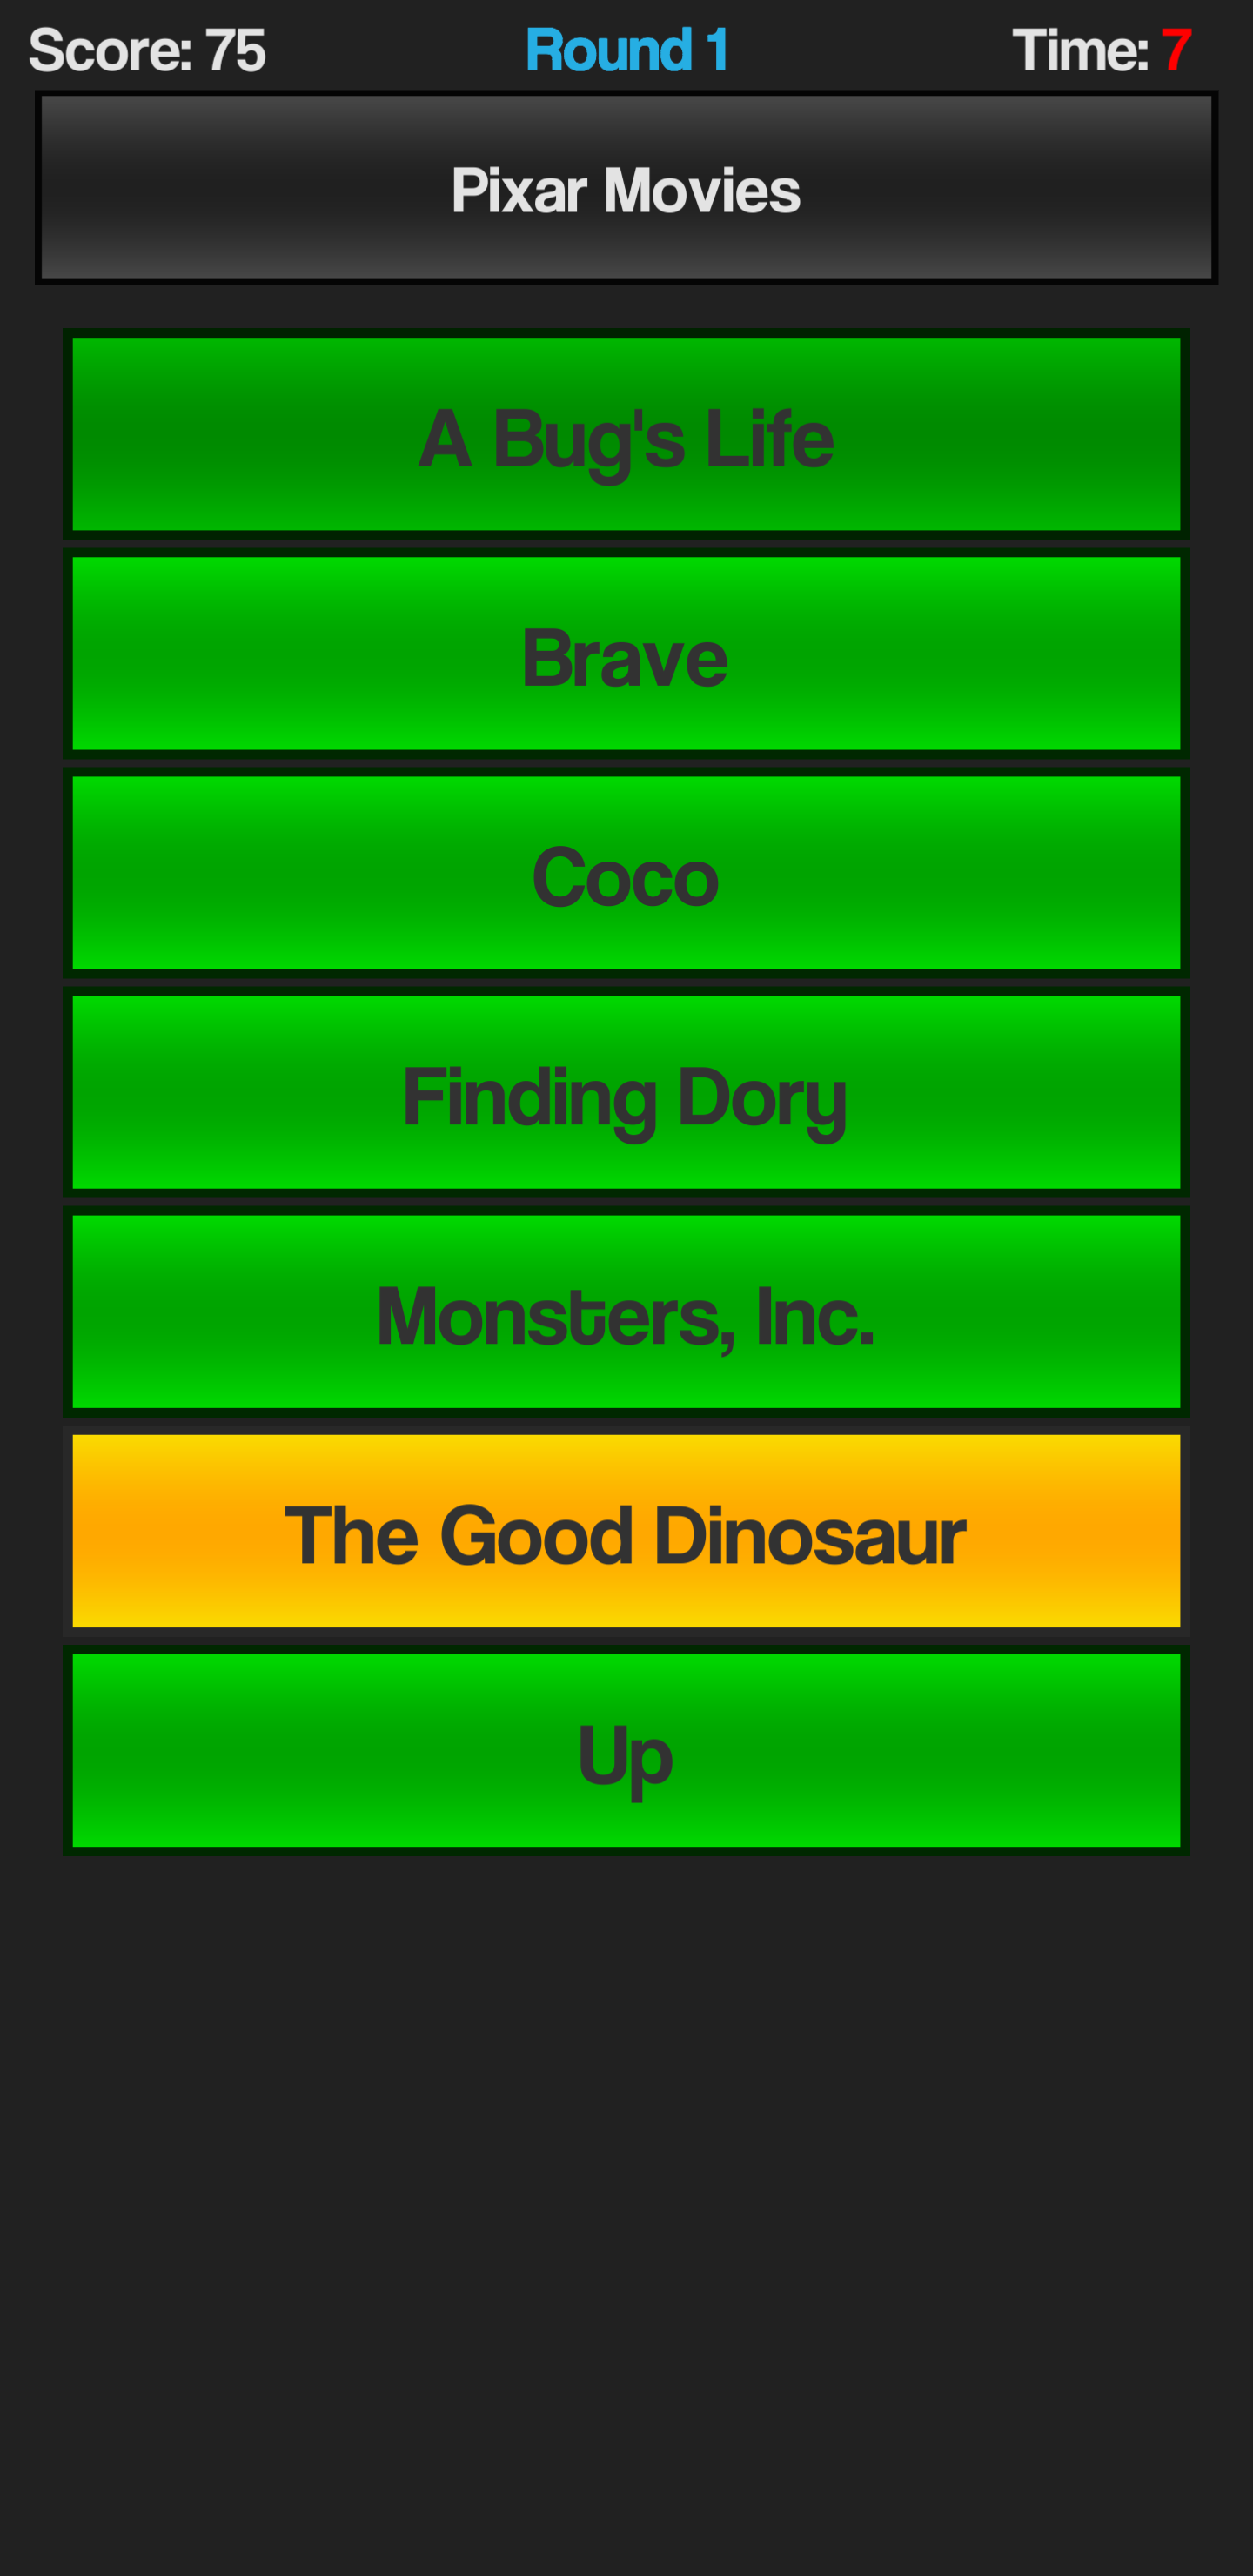 Score: 75 Round 1 Time: 7
Pixar Movies
A Bug's Life
Brave
Coco
Finding Dory
Monsters, Inc.
The Good Dinosaur
Up